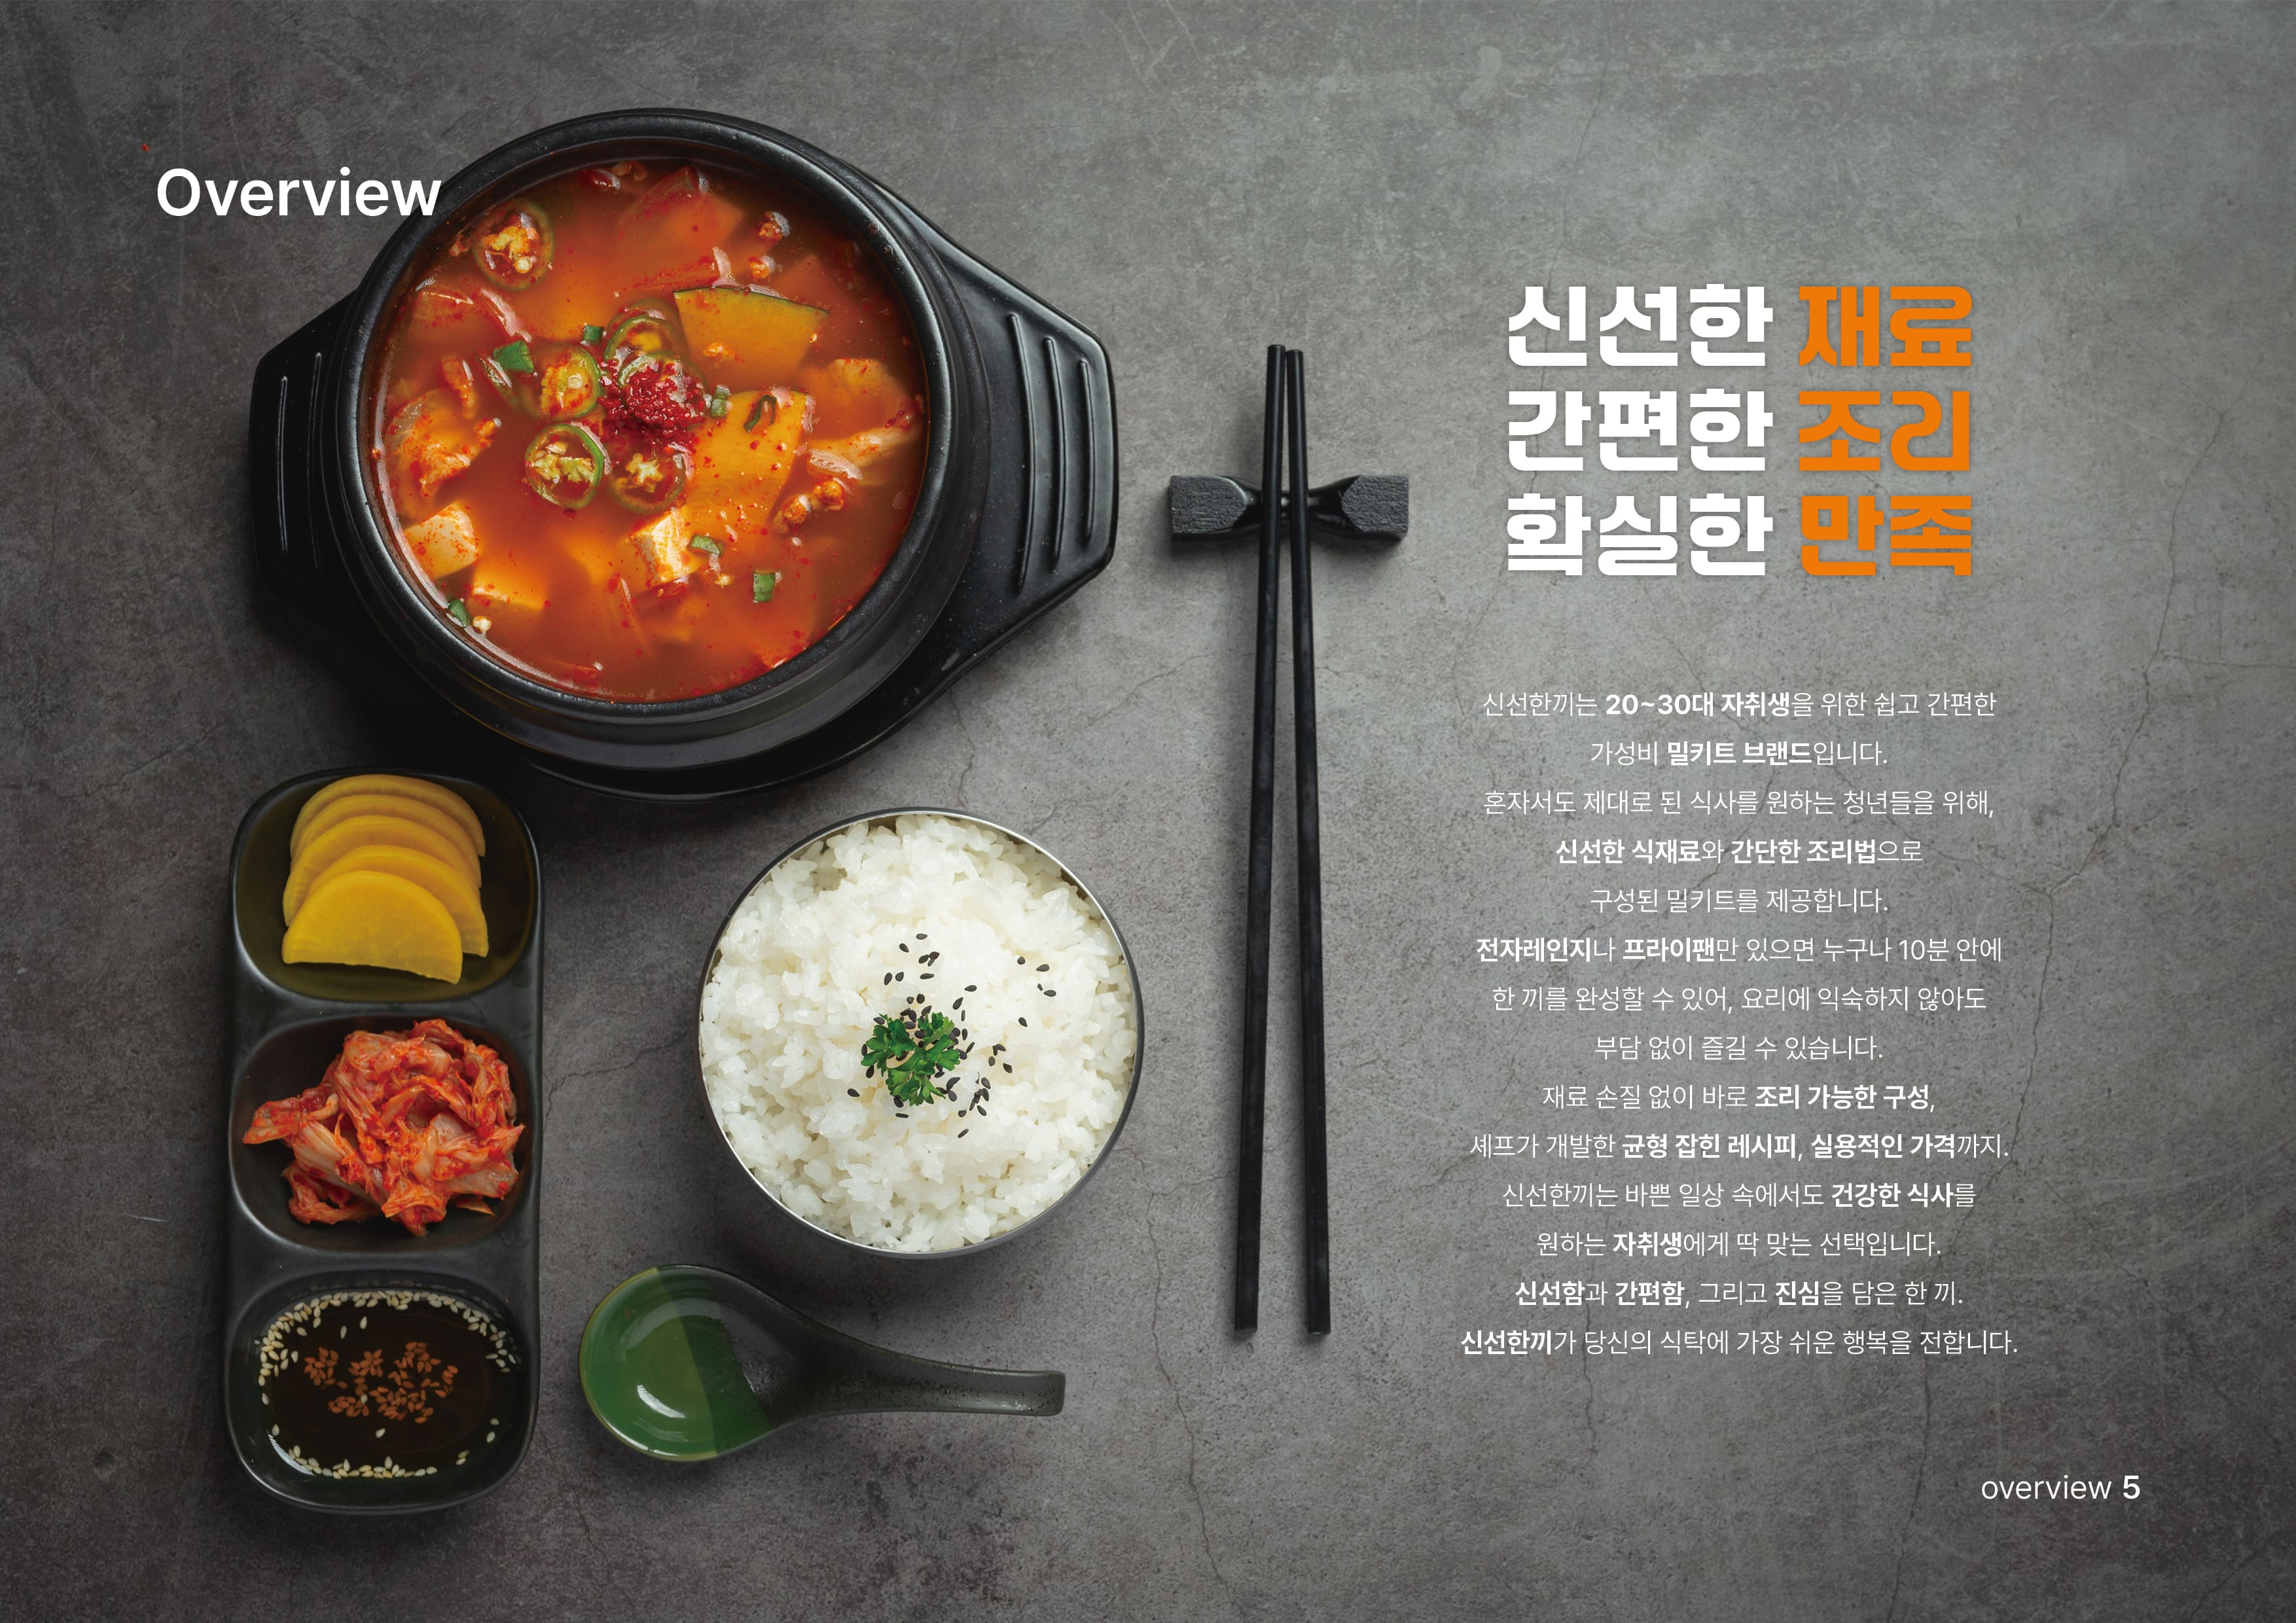 Overview
신선한 재료
간편한 조리
확실한 만족
신선한끼는 20~30대 자취생을 위한 쉽고 간편한
가성비 밀키트 브랜드입니다.
혼자서도 제대로 된 식사를 원하는 청년들을 위해,
신선한 식재료와 간단한 조리법으로
구성된 밀키트를 제공합니다.
전자레인지나 프라이팬만 있으면 누구나 10분 안에
한 끼를 완성할 수 있어, 요리에 익숙하지 않아도
부담 없이 즐길 수 있습니다.
재료 손질 없이 바로 조리 가능한 구성,
셰프가 개발한 균형 잡힌 레시피, 실용적인 가격까지.
신선한끼는 바쁜 일상 속에서도 건강한 식사를
원하는 자취생에게 딱 맞는 선택입니다.
신선함과 간편함, 그리고 진심을 담은 한 끼.
신선한끼가 당신의 식탁에 가장 쉬운 행복을 전합니다.
overview 5